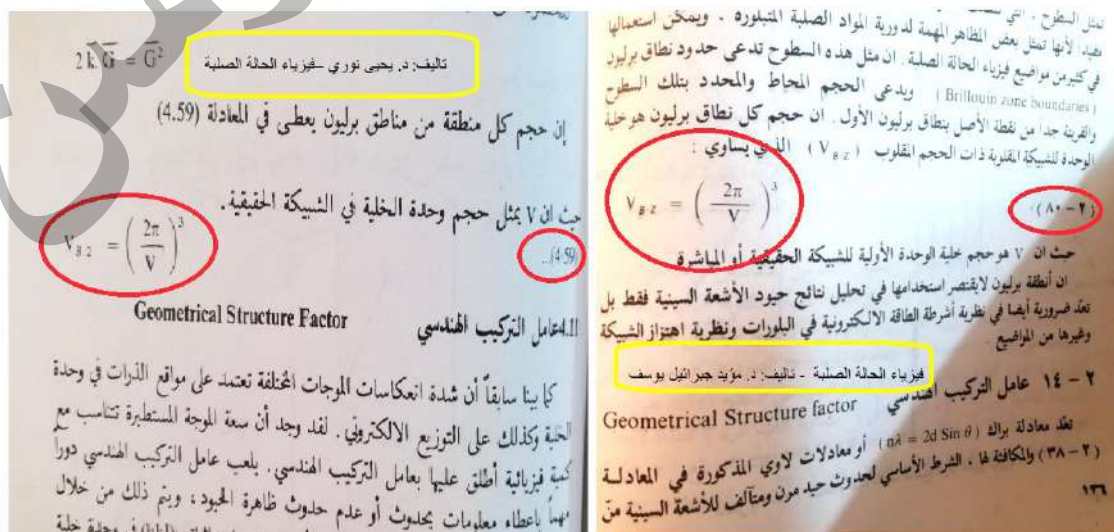 تمثل السطوح ، التي
مفيداً لأنها تمثل بعض المظاهر المهمة لدورية المواد الصلبة المتبلوره . ويمكن استعمالها
في كثير من مواضيع فيزياء الحالة الصلبة . ان مثل هذه السطوح تدعى حدود نطاق برليون
( Brillouin zone boundaries ) ويدعى الحجم المحاط والمحدد بتلك السطوح
والقريبة جداً من نقطة الأصل بنطاق برليون الأول . ان حجم كل نطاق برليون هو خلية
الوحدة للشبيكة المقلوبة ذات الحجم المقلوب ( V B·Z ) الذي يساوي :
V B·Z = ( 2π / V )³
( ٢ – ٨٠ )
حيث ان V هو حجم خلية الوحدة الأولية للشبيكة الحقيقية أو المباشرة
ان أنطقة برليون لايقتصر استخدامها في تحليل نتائج حيود الأشعة السينية فقط بل
تعد ضرورية أيضا في نظرية أشرطة الطاقة الالكترونية في البلورات ونظرية اهتزاز الشبيكة
وغيرها من المواضيع
فيزياء الحالة الصلبة - تاليف: د. مؤيد جبرائيل يوسف
٢ – ١٤ عامل التركيب الهندسي
Geometrical Structure factor
تعد معادلة براك ( nλ = 2d Sin θ ) أو معادلات لاوي المذكورة في المعادلة
( ٢ – ٣٨ ) والمكافئة لها ، الشرط الأساسي لحدوث حيد مرن ومتآلف للأشعة السينية من
١٣٦
2k.G = G²
تاليف: د. يحيى نوري –فيزياء الحالة الصلبة
إن حجم كل منطقة من مناطق برليون يعطى في المعادلة (4.59)
حيث ان V يمثل حجم وحدة الخلية في الشبيكة الحقيقية.
V B.Z = ( 2π / V )³
...(4.59)
4.11عامل التركيب الهندسي Geometrical Structure Factor
كما بينا سابقاً أن شدة انعكاسات الموجات المختلفة تعتمد على مواقع الذرات في وحدة
الخلية وكذلك على التوزيع الالكتروني. لقد وجد أن سعة الموجة المستطيرة تتناسب مع
كمية فيزيائية أطلق عليها بعامل التركيب الهندسي. يلعب عامل التركيب الهندسي دوراً
مهماً باعطاء معلومات بحدوث أو عدم حدوث ظاهرة الحيود، ويتم ذلك من خلال
في وحدة خلية